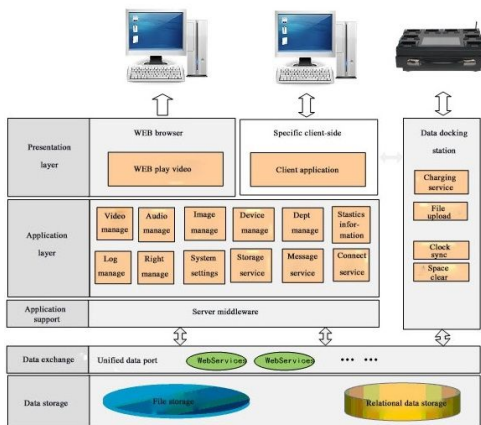 Presentation
layer
WEB browser
WEB play video
Specific client-side
Client application
Data docking
station
Charging
service
File
upload
Clock
sync
Space
clear
Application
layer
Video
manage
Audio
manage
Image
manage
Device
manage
Dept
manage
Stastics
infor-
mation
Log
manage
Right
manage
System
settings
Storage
service
Message
service
Connect
service
Application
support
Server middleware
Data exchange
Unified data port
WebServices
WebServices
... ...
Data storage
File storage
Relational data storage